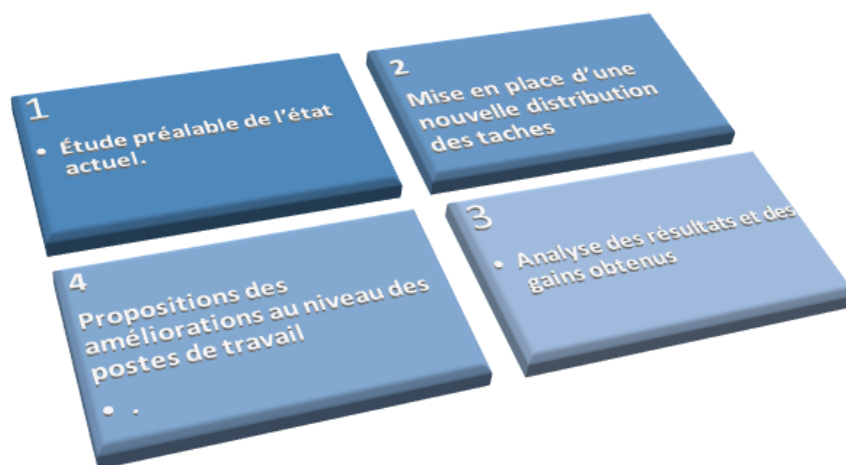 1
• Étude préalable de l'état
actuel.
2
Mise en place d'une
nouvelle distribution
des taches
3
• Analyse des résultats et des
gains obtenus
4
Propositions des
améliorations au niveau des
postes de travail
• .